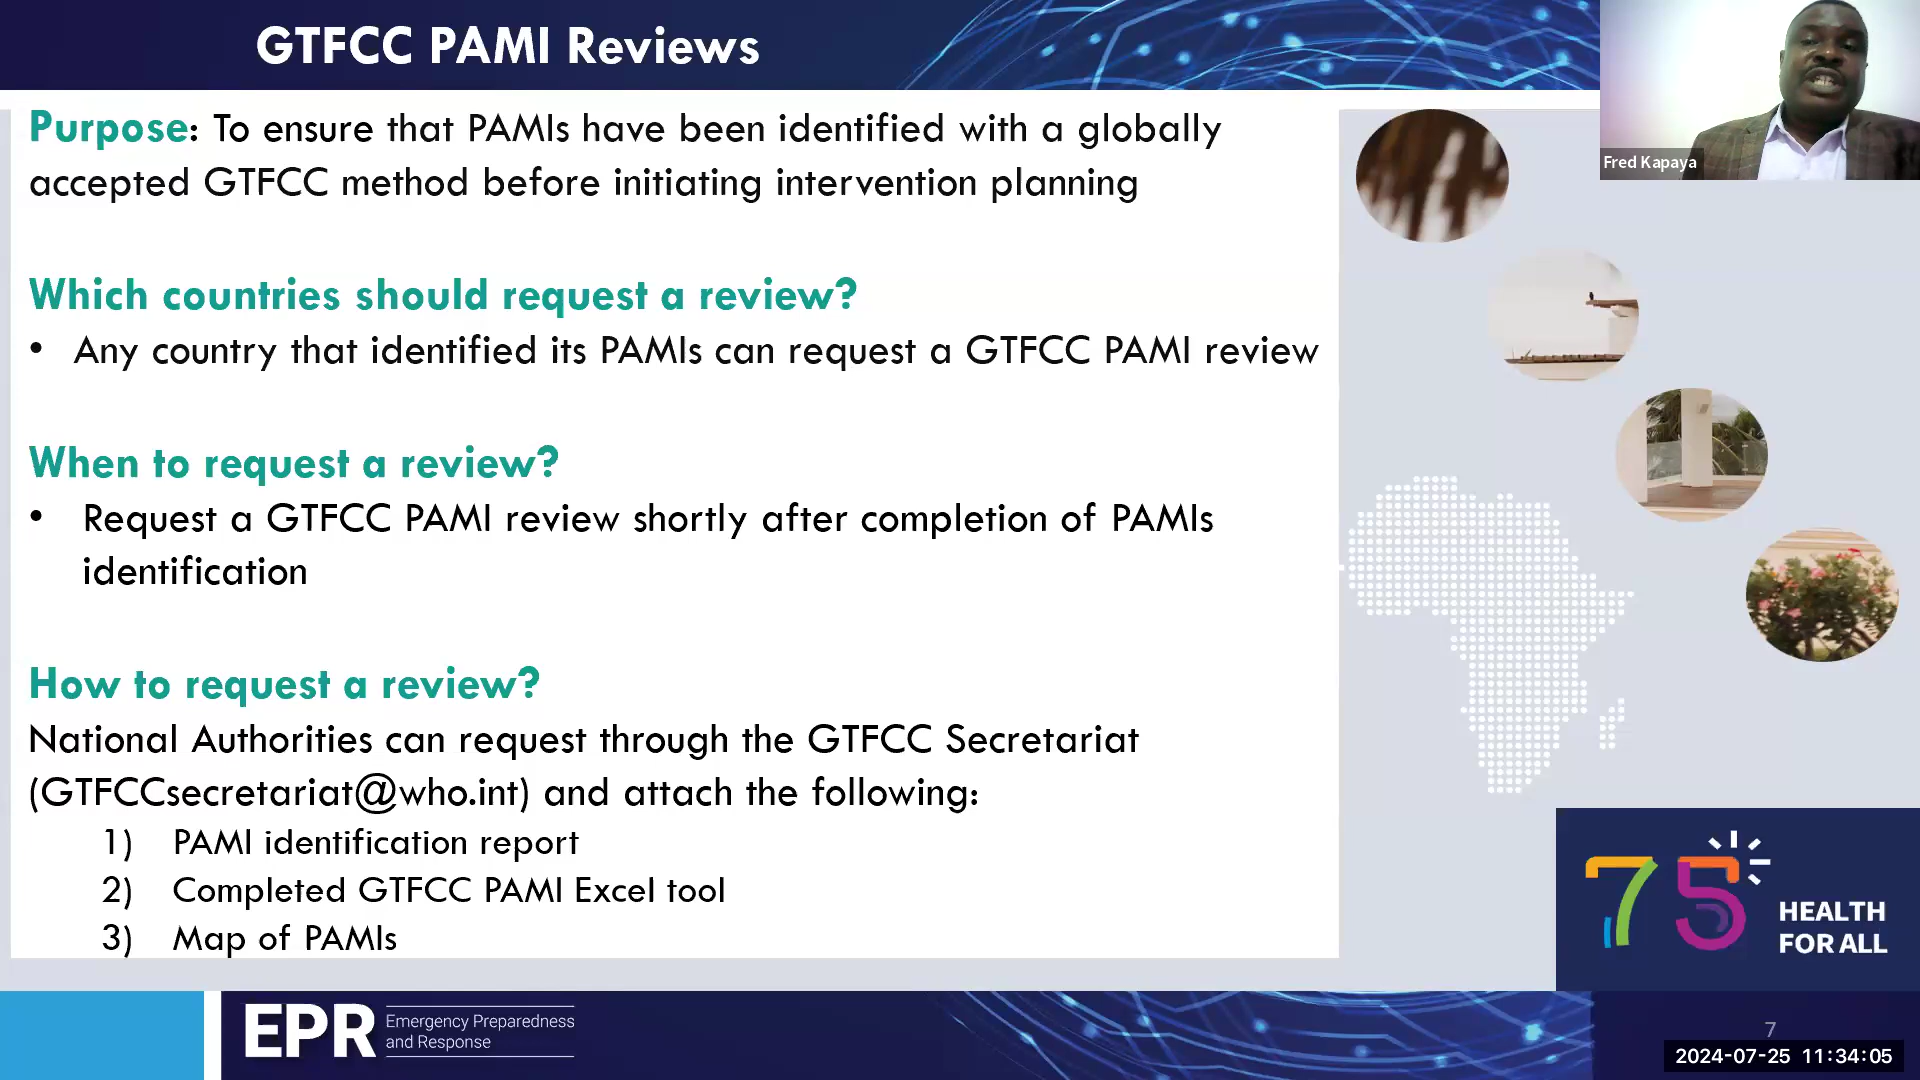 GTFCC PAMI Reviews
Fred Kapaya
Purpose: To ensure that PAMIs have been identified with a globally
accepted GTFCC method before initiating intervention planning
Which countries should request a review?
• Any country that identified its PAMIs can request a GTFCC PAMI review
When to request a review?
• Request a GTFCC PAMI review shortly after completion of PAMIs
identification
How to request a review?
National Authorities can request through the GTFCC Secretariat
(GTFCCsecretariat@who.int) and attach the following:
1) PAMI identification report
2) Completed GTFCC PAMI Excel tool
3) Map of PAMIs
75
HEALTH
FOR ALL
EPR
Emergency Preparedness
and Response
7
2024-07-25 11:34:05